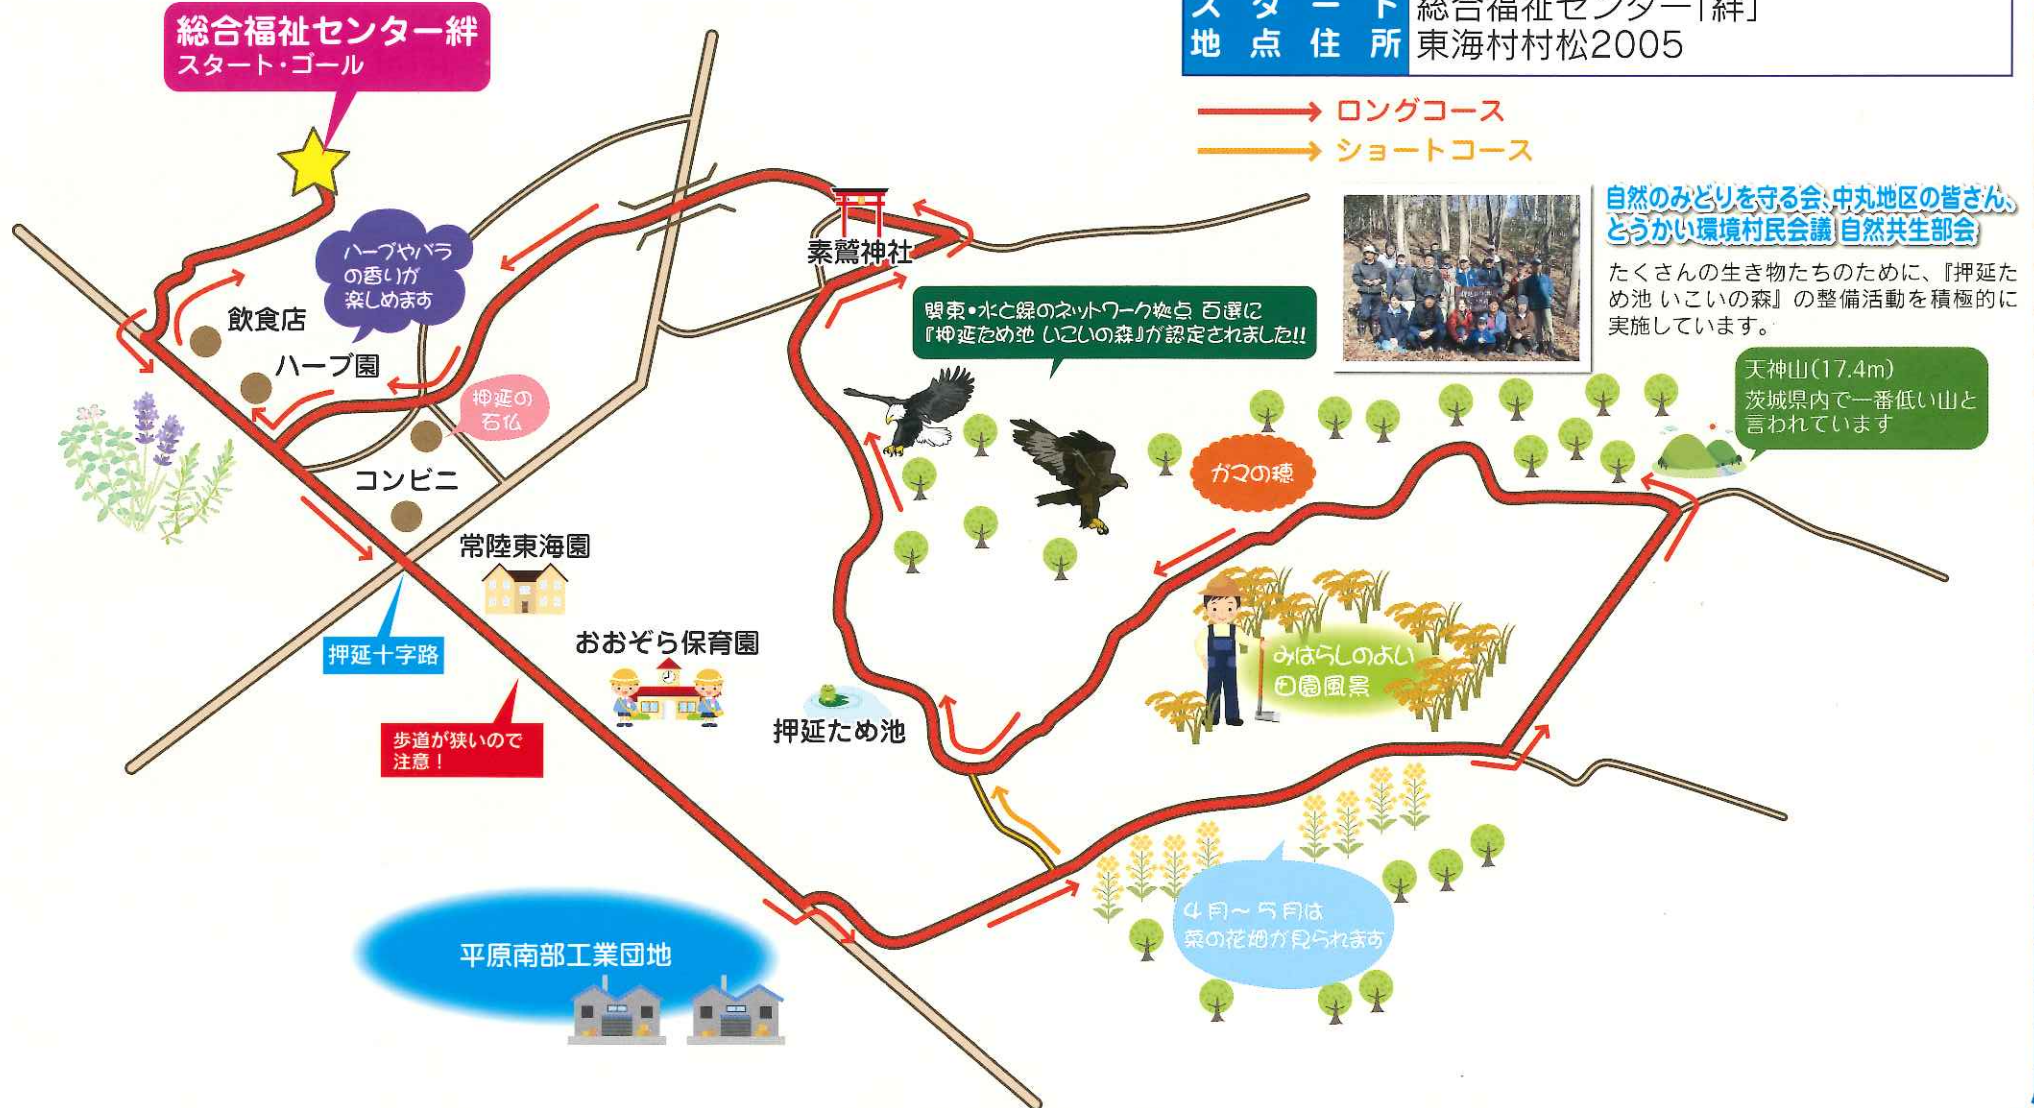 総合福祉センター絆
スタート・ゴール
スタート 総合福祉センター「絆」
地点住所 東海村村松2005
ロングコース
ショートコース
自然のみどりを守る会、中丸地区の皆さん、
とうかい環境村民会議 自然共生部会
たくさんの生き物たちのために、『押延た
め池 いこいの森』の整備活動を積極的に
実施しています。
ハーブやバラ
の香りが
楽しめます
素鵞神社
飲食店
関東・水と緑のネットワーク拠点 百選に
『押延ため池 いこいの森』が認定されました!!
ハーブ園
天神山(17.4m)
茨城県内で一番低い山と
言われています
押延の
石仏
コンビニ
ガマの穂
常陸東海園
押延十字路
おおぞら保育園
みはらしのよい
田園風景
押延ため池
歩道が狭いので
注意！
4月〜5月は
菜の花畑が見られます
平原南部工業団地